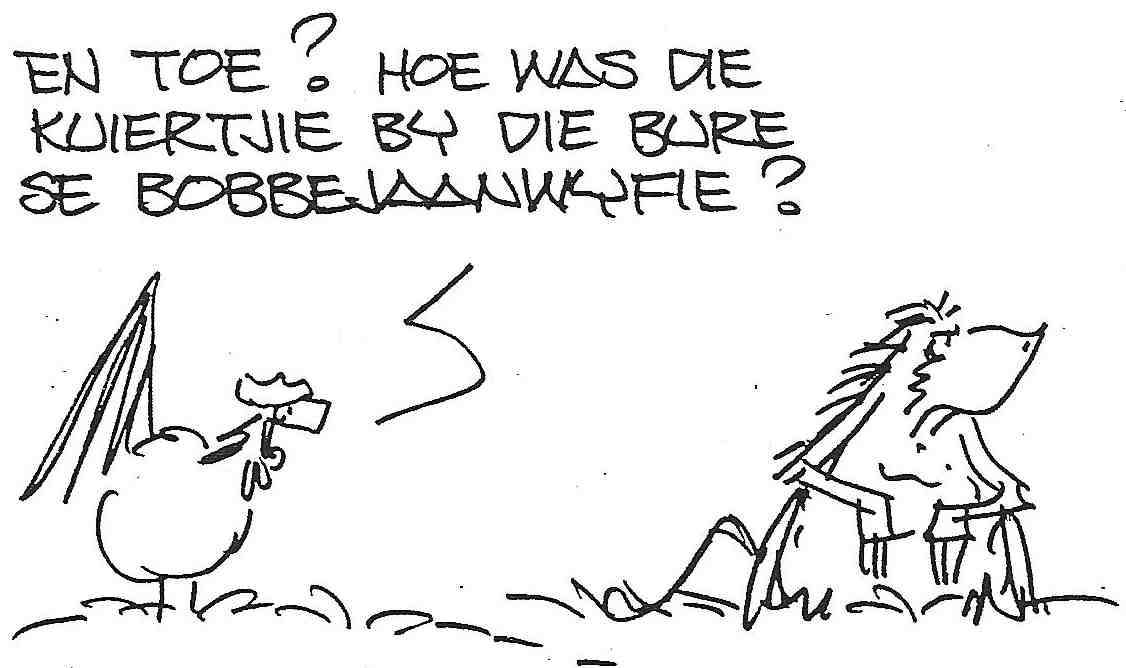 EN TOE? HOE WAS DIE
KUIERTJIE BY DIE BURE
SE BOBBEJAANWYFIE?